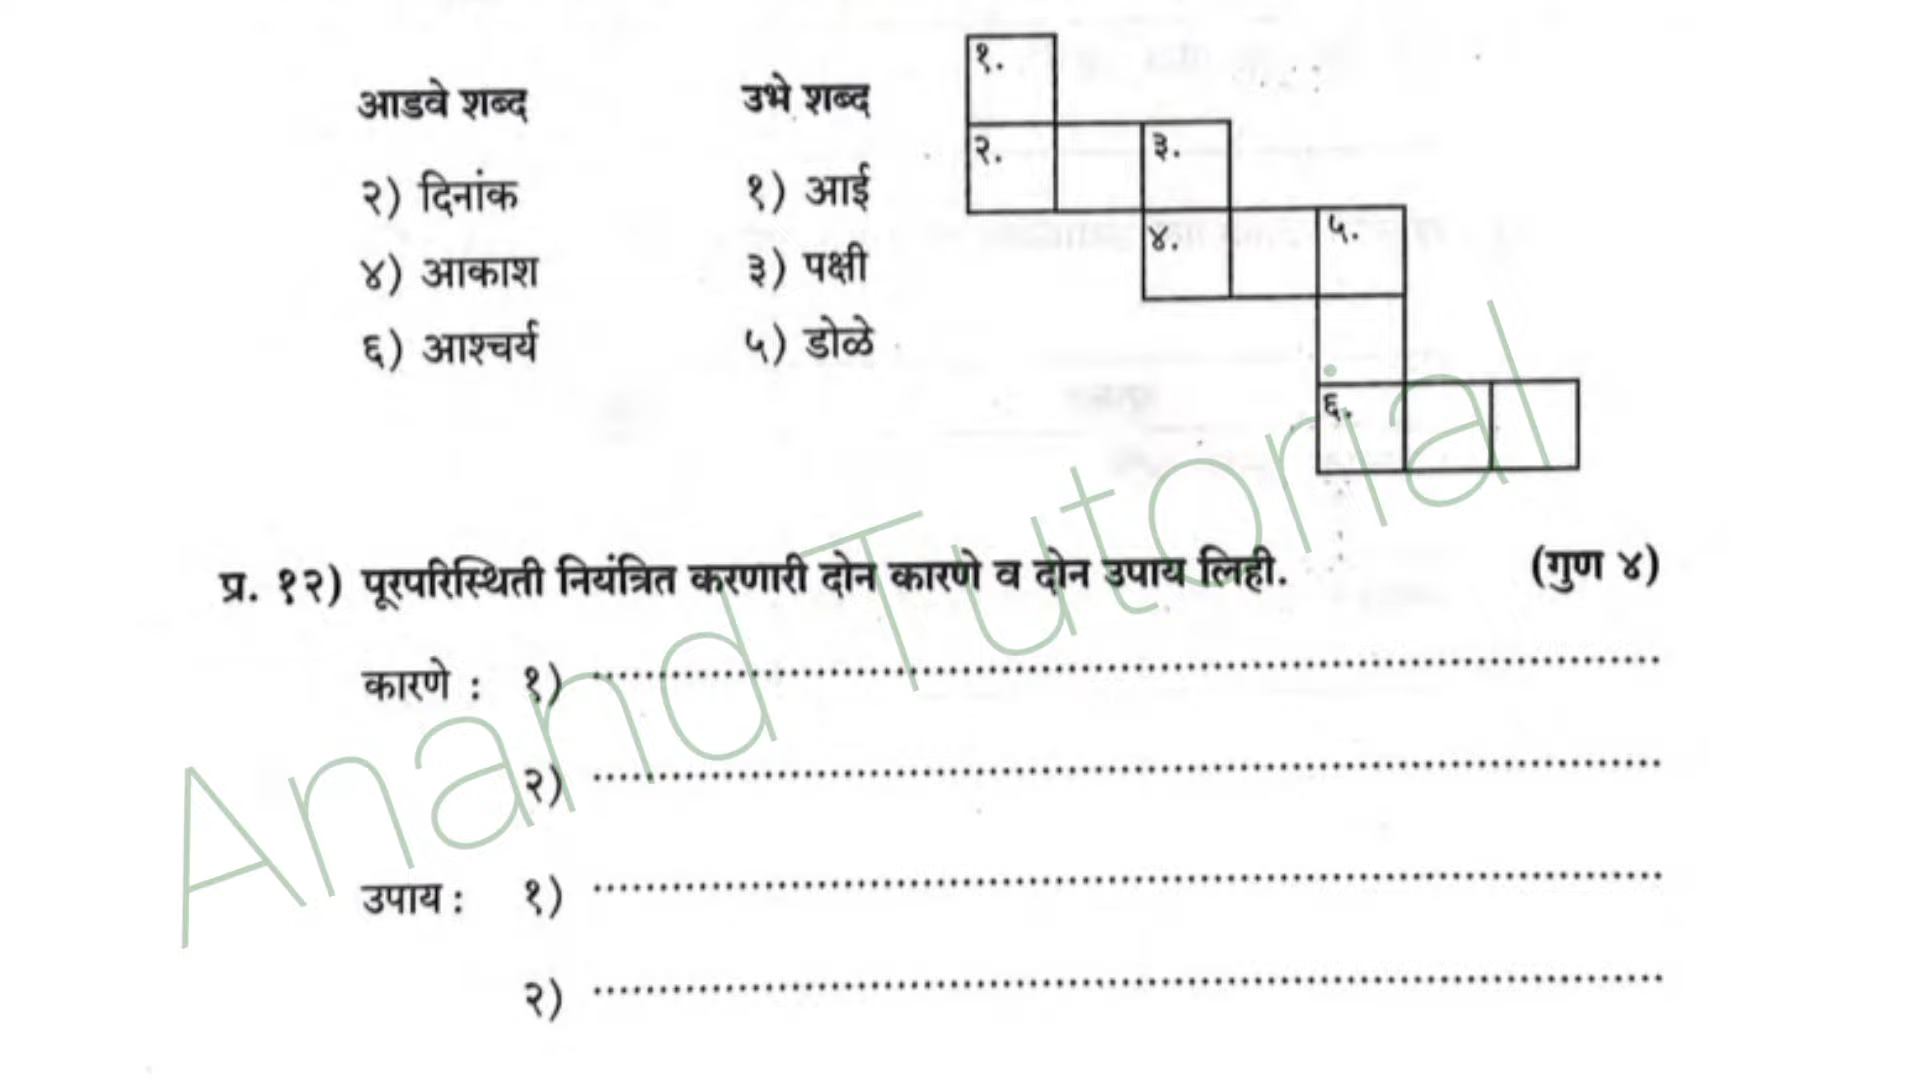 आडवे शब्द उभे शब्द
२) दिनांक १) आई
४) आकाश ३) पक्षी
६) आश्चर्य ५) डोळे
१.
२. ३.
४. ५.
६.
प्र. १२) पूरपरिस्थिती नियंत्रित करणारी दोन कारणे व दोन उपाय लिही. (गुण ४)
कारणे : १) ........................................
२) ........................................
उपाय : १) ........................................
२) ........................................
Anand Tutorial